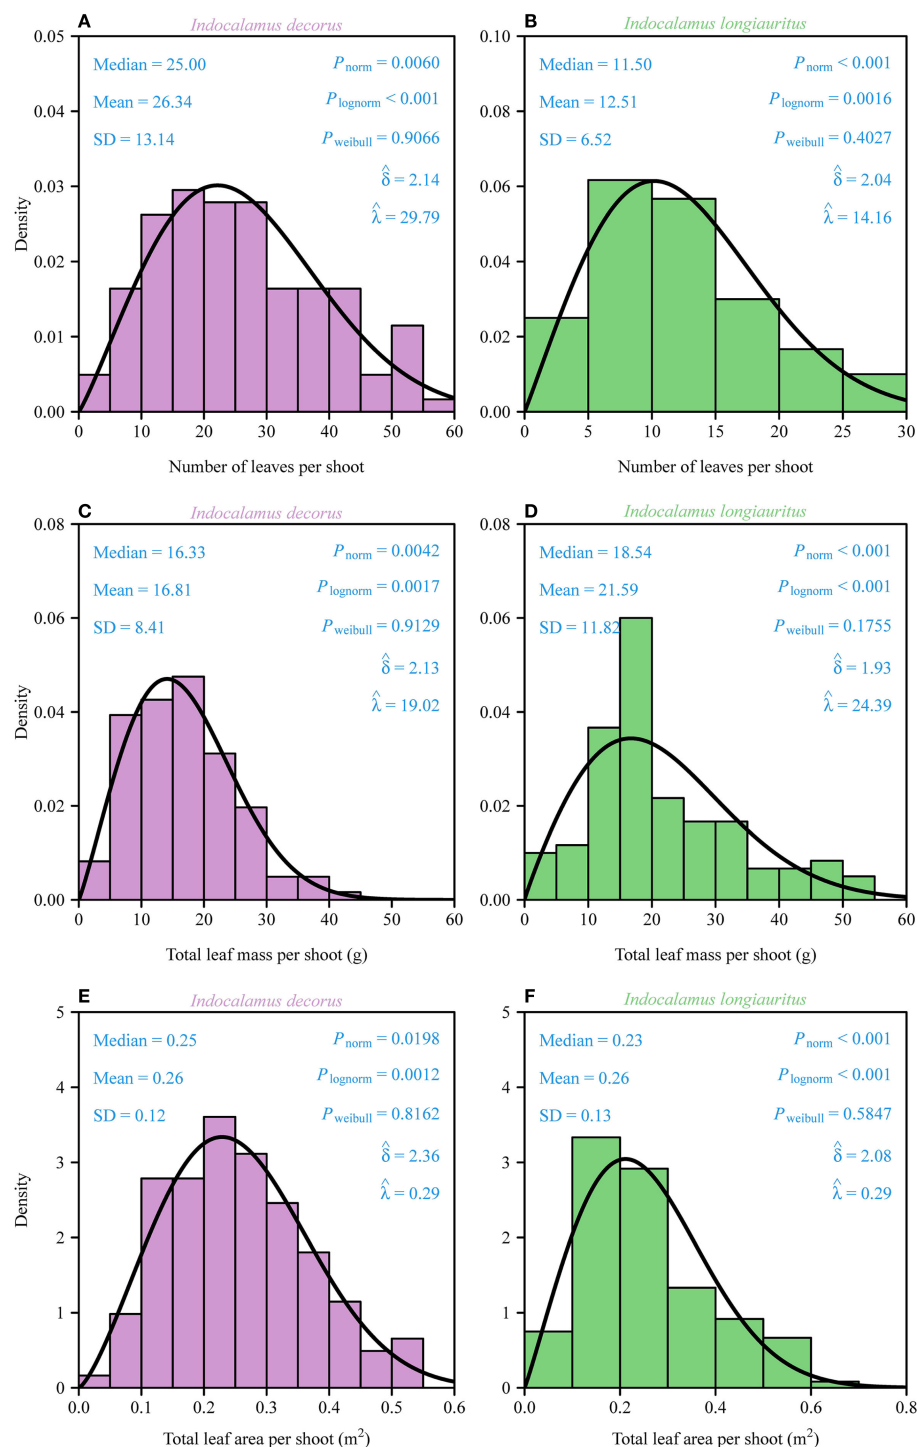 A
Indocalamus decorus
0.05
0.04
0.03
0.02
0.01
0.00
Density
Median = 25.00
Mean = 26.34
SD = 13.14
Pnorm = 0.0060
Plognorm < 0.001
Pweibull = 0.9066
δ̂ = 2.14
λ̂ = 29.79
0 10 20 30 40 50 60
Number of leaves per shoot
B
Indocalamus longiauritus
0.10
0.08
0.06
0.04
0.02
0.00
Median = 11.50
Mean = 12.51
SD = 6.52
Pnorm < 0.001
Plognorm = 0.0016
Pweibull = 0.4027
δ̂ = 2.04
λ̂ = 14.16
0 5 10 15 20 25 30
Number of leaves per shoot
C
Indocalamus decorus
0.08
0.06
0.04
0.02
0.00
Density
Median = 16.33
Mean = 16.81
SD = 8.41
Pnorm = 0.0042
Plognorm = 0.0017
Pweibull = 0.9129
δ̂ = 2.13
λ̂ = 19.02
0 10 20 30 40 50 60
Total leaf mass per shoot (g)
D
Indocalamus longiauritus
0.08
0.06
0.04
0.02
0.00
Median = 18.54
Mean = 21.59
SD = 11.82
Pnorm < 0.001
Plognorm < 0.001
Pweibull = 0.1755
δ̂ = 1.93
λ̂ = 24.39
0 10 20 30 40 50 60
Total leaf mass per shoot (g)
E
Indocalamus decorus
5
4
3
2
1
0
Density
Median = 0.25
Mean = 0.26
SD = 0.12
Pnorm = 0.0198
Plognorm = 0.0012
Pweibull = 0.8162
δ̂ = 2.36
λ̂ = 0.29
0.0 0.1 0.2 0.3 0.4 0.5 0.6
Total leaf area per shoot (m²)
F
Indocalamus longiauritus
5
4
3
2
1
0
Median = 0.23
Mean = 0.26
SD = 0.13
Pnorm < 0.001
Plognorm < 0.001
Pweibull = 0.5847
δ̂ = 2.08
λ̂ = 0.29
0.0 0.2 0.4 0.6 0.8
Total leaf area per shoot (m²)